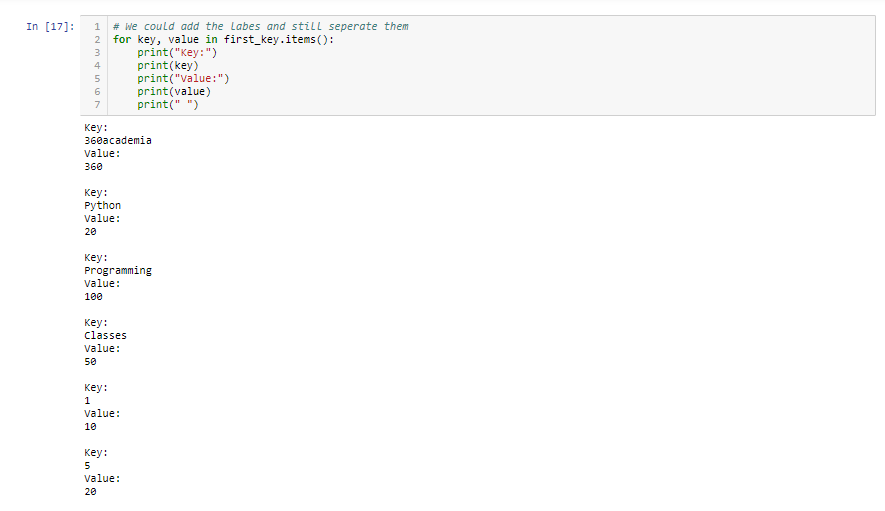 In [17]:
1 # We could add the Labes and still seperate them
2 for key, value in first_key.items():
3     print("Key:")
4     print(key)
5     print("Value:")
6     print(value)
7     print(" ")
Key:
360academia
Value:
360
Key:
Python
Value:
20
Key:
Programming
Value:
100
Key:
Classes
Value:
50
Key:
1
Value:
10
Key:
5
Value:
20